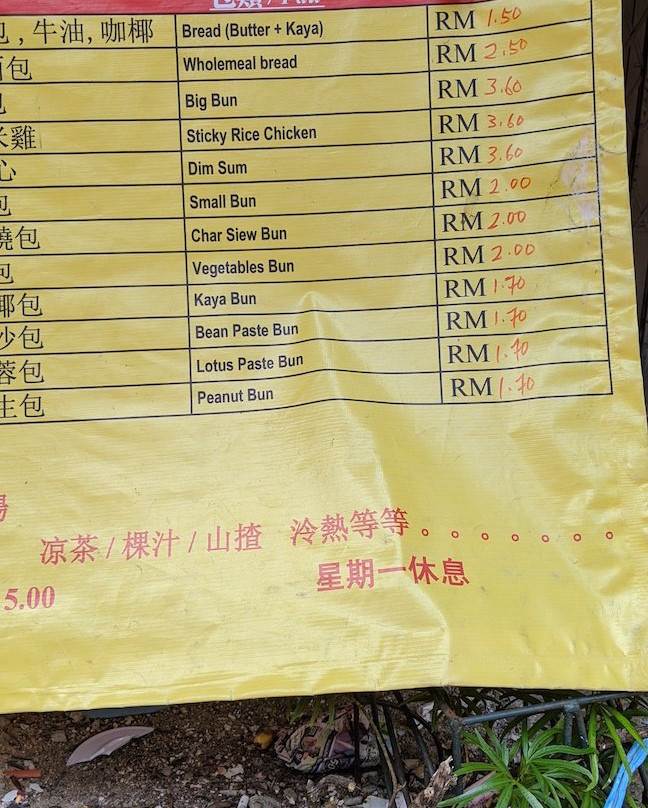 包, 牛油, 咖椰 Bread (Butter + Kaya) RM 1.50
包 Wholemeal bread RM 2.50
包 Big Bun RM 3.60
米雞 Sticky Rice Chicken RM 3.60
心 Dim Sum RM 3.60
包 Small Bun RM 2.00
燒包 Char Siew Bun RM 2.00
包 Vegetables Bun RM 2.00
椰包 Kaya Bun RM 1.70
沙包 Bean Paste Bun RM 1.70
蓉包 Lotus Paste Bun RM 1.70
生包 Peanut Bun RM 1.70
凉茶 / 棵汁 / 山揸 泠熱等等。。。。。。。
5.00 星期一休息